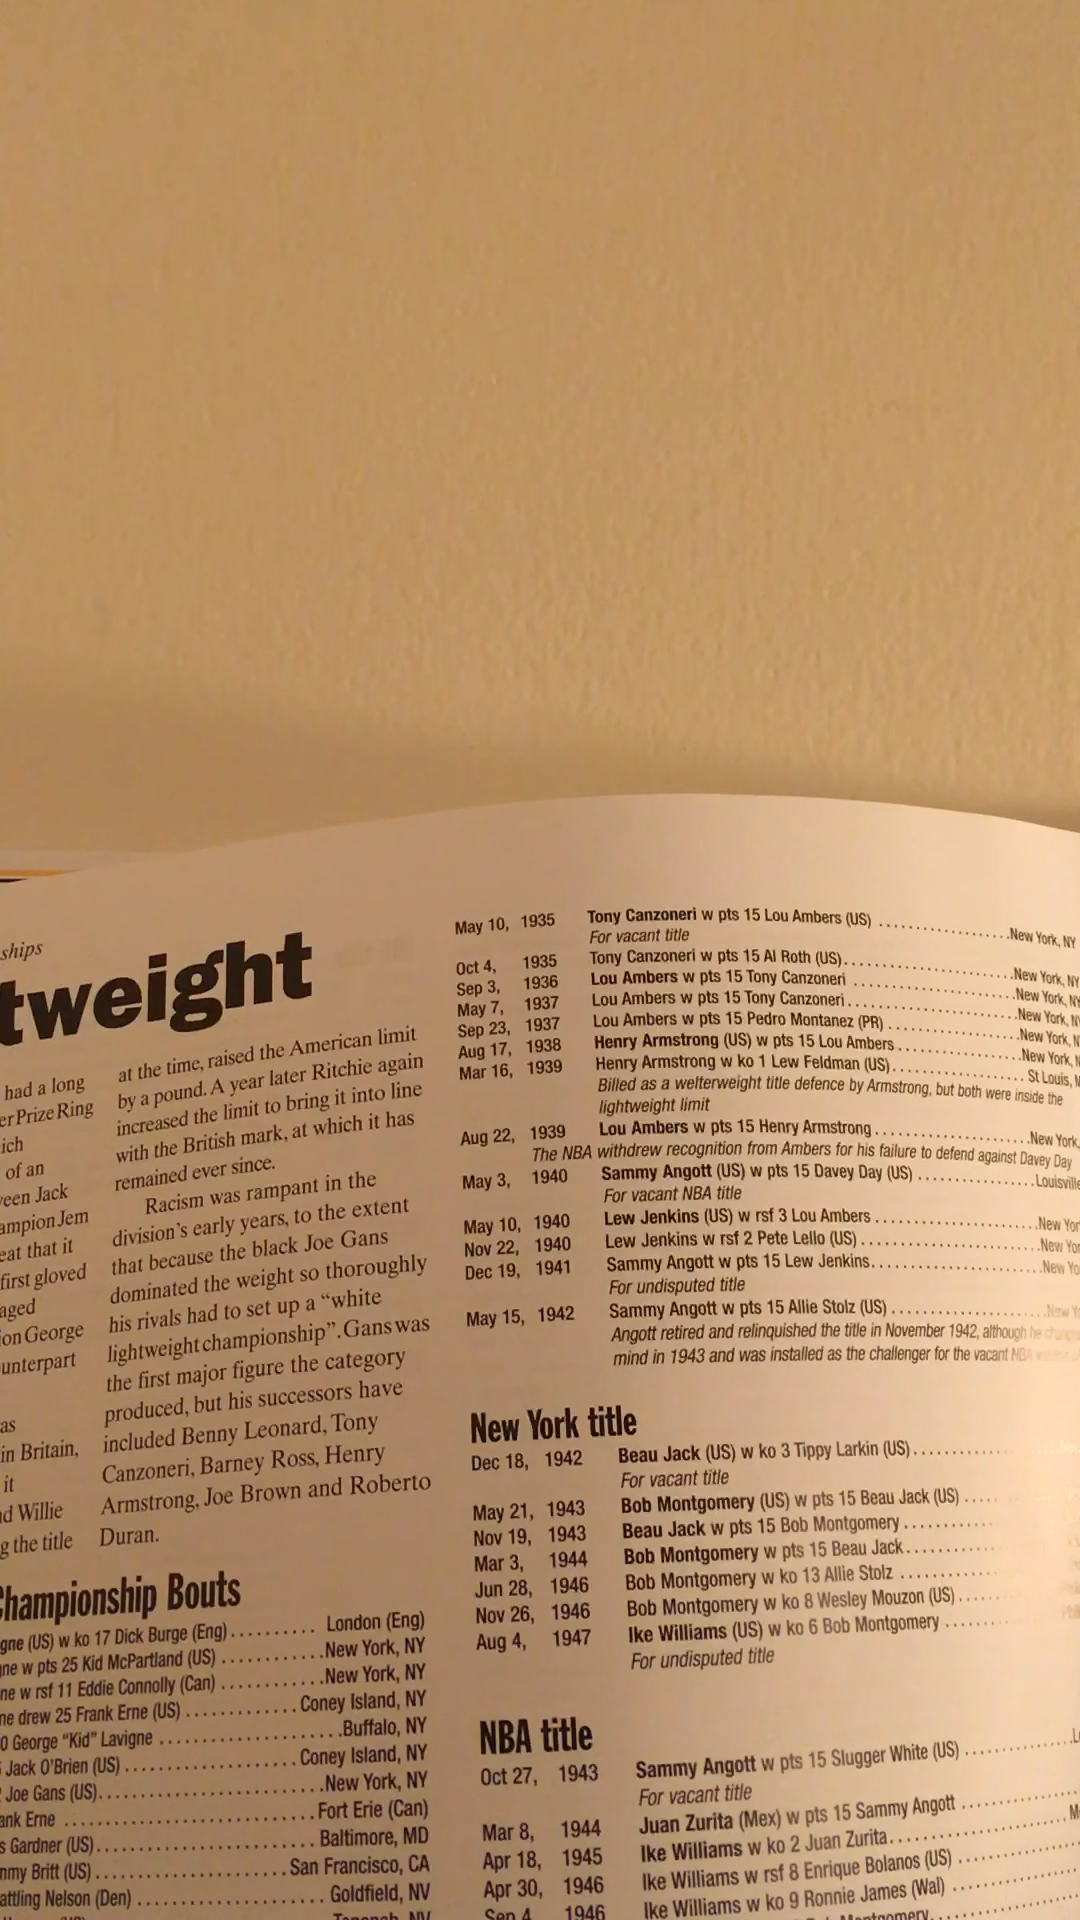 ships
tweight
had a long
er Prize Ring
ich
of an
ween Jack
ampion Jem
eat that it
first gloved
aged
ion George
unterpart
as
in Britain,
it
nd Willie
g the title
at the time, raised the American limit
by a pound. A year later Ritchie again
increased the limit to bring it into line
with the British mark, at which it has
remained ever since.
Racism was rampant in the
division's early years, to the extent
that because the black Joe Gans
dominated the weight so thoroughly
his rivals had to set up a “white
lightweight championship”. Gans was
the first major figure the category
produced, but his successors have
included Benny Leonard, Tony
Canzoneri, Barney Ross, Henry
Armstrong, Joe Brown and Roberto
Duran.
Championship Bouts
gne (US) w ko 17 Dick Burge (Eng).......... London (Eng)
ne w pts 25 Kid McPartland (US) ............New York, NY
ne w rsf 11 Eddie Connolly (Can) ...........New York, NY
ne drew 25 Frank Erne (US) ............. Coney Island, NY
0 George “Kid” Lavigne .....................Buffalo, NY
Jack O'Brien (US)...................... Coney Island, NY
Joe Gans (US)............................New York, NY
ank Erne ............................. Fort Erie (Can)
s Gardner (US)............................ Baltimore, MD
mmy Britt (US)......................... San Francisco, CA
attling Nelson (Den) ..................... Goldfield, NV
Tonopah, NV
May 10, 1935 Tony Canzoneri w pts 15 Lou Ambers (US) ................New York, NY
For vacant title
Oct 4, 1935 Tony Canzoneri w pts 15 Al Roth (US)....................New York, NY
Sep 3, 1936 Lou Ambers w pts 15 Tony Canzoneri ...................New York, N
May 7, 1937 Lou Ambers w pts 15 Tony Canzoneri....................New York, N
Sep 23, 1937 Lou Ambers w pts 15 Pedro Montanez (PR) ................New York, N
Aug 17, 1938 Henry Armstrong (US) w pts 15 Lou Ambers................New York, N
Mar 16, 1939 Henry Armstrong w ko 1 Lew Feldman (US)................ St Louis, M
Billed as a welterweight title defence by Armstrong, but both were inside the
lightweight limit
Aug 22, 1939 Lou Ambers w pts 15 Henry Armstrong....................New York,
The NBA withdrew recognition from Ambers for his failure to defend against Davey Day
May 3, 1940 Sammy Angott (US) w pts 15 Davey Day (US) ................Louisville
For vacant NBA title
May 10, 1940 Lew Jenkins (US) w rsf 3 Lou Ambers ....................New Yor
Nov 22, 1940 Lew Jenkins w rsf 2 Pete Lello (US) ......................New Yo
Dec 19, 1941 Sammy Angott w pts 15 Lew Jenkins......................New Yo
For undisputed title
May 15, 1942 Sammy Angott w pts 15 Allie Stolz (US) ...................New Y
Angott retired and relinquished the title in November 1942, although he
mind in 1943 and was installed as the challenger for the vacant NBA
New York title
Dec 18, 1942 Beau Jack (US) w ko 3 Tippy Larkin (US)............
For vacant title
May 21, 1943 Bob Montgomery (US) w pts 15 Beau Jack (US) .....
Nov 19, 1943 Beau Jack w pts 15 Bob Montgomery ............
Mar 3, 1944 Bob Montgomery w pts 15 Beau Jack............
Jun 28, 1946 Bob Montgomery w ko 13 Allie Stolz ............
Nov 26, 1946 Bob Montgomery w ko 8 Wesley Mouzon (US)......
Aug 4, 1947 Ike Williams (US) w ko 6 Bob Montgomery ........
For undisputed title
NBA title
Oct 27, 1943 Sammy Angott w pts 15 Slugger White (US) ................
For vacant title
Mar 8, 1944 Juan Zurita (Mex) w pts 15 Sammy Angott ................
Apr 18, 1945 Ike Williams w ko 2 Juan Zurita........................
Apr 30, 1946 Ike Williams w rsf 8 Enrique Bolanos (US) ................
Sep 4, 1946 Ike Williams w ko 9 Ronnie James (Wal) ................
Montgomery